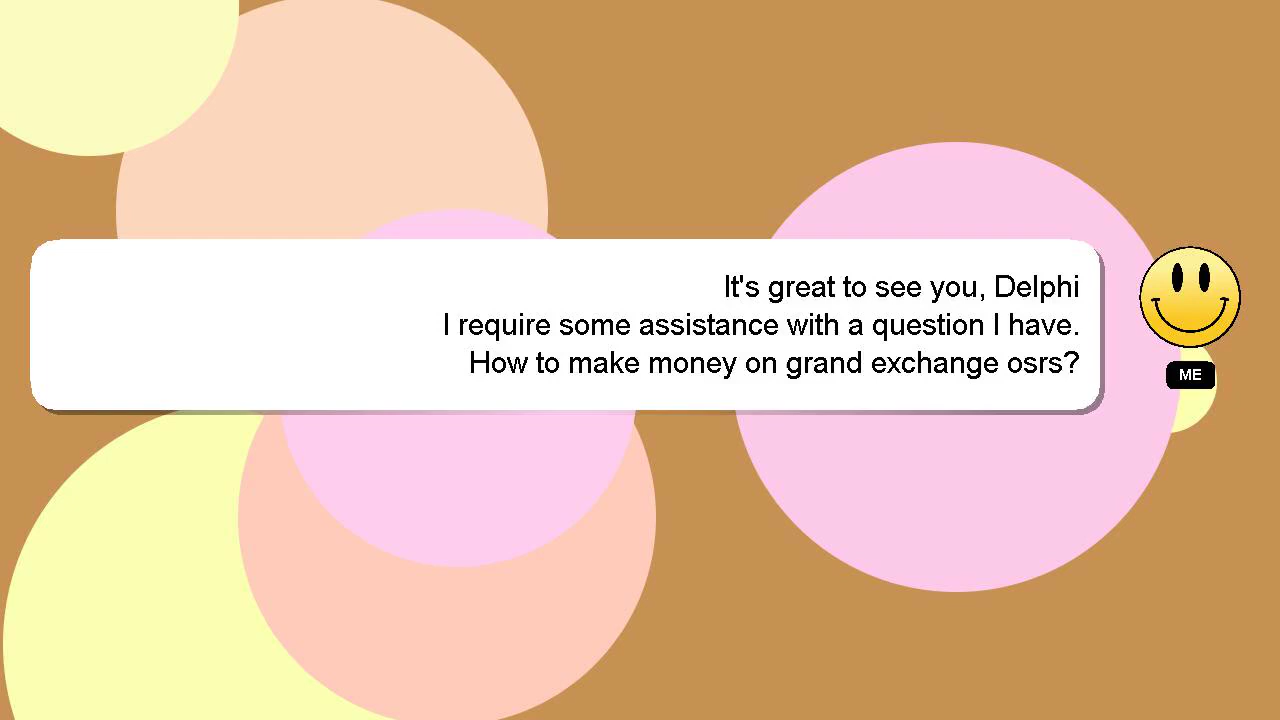 It's great to see you, Delphi
I require some assistance with a question I have.
How to make money on grand exchange osrs?
ME